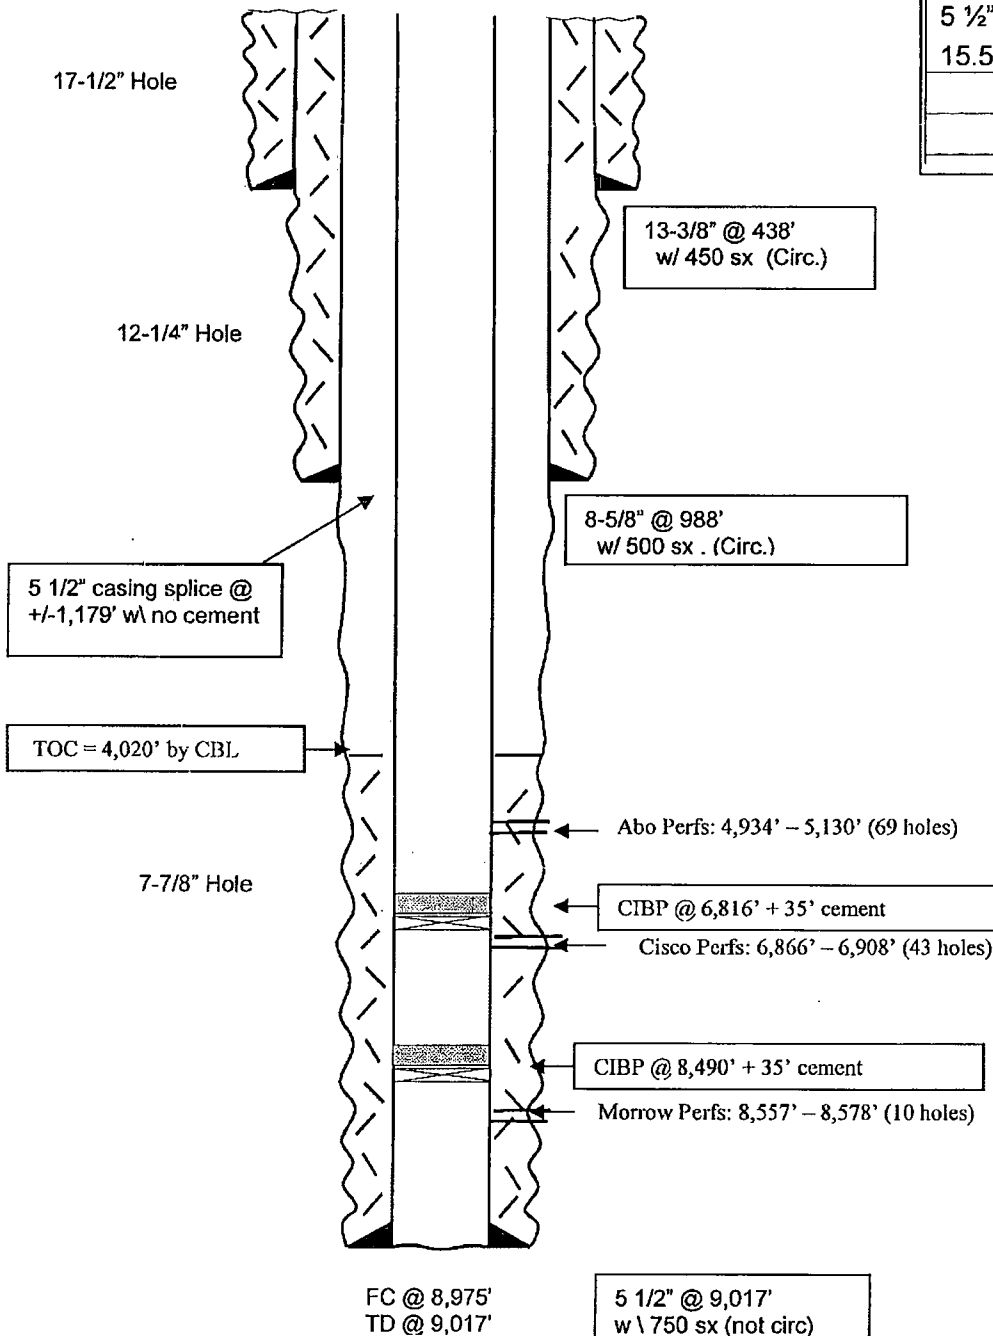 5 ½"
15.5
17-1/2" Hole
13-3/8" @ 438'
w/ 450 sx (Circ.)
12-1/4" Hole
8-5/8" @ 988'
w/ 500 sx . (Circ.)
5 1/2" casing splice @
+/-1,179' w\ no cement
TOC = 4,020' by CBL
Abo Perfs: 4,934' – 5,130' (69 holes)
7-7/8" Hole
CIBP @ 6,816' + 35' cement
Cisco Perfs: 6,866' – 6,908' (43 holes)
CIBP @ 8,490' + 35' cement
Morrow Perfs: 8,557' – 8,578' (10 holes)
FC @ 8,975'
TD @ 9,017'
5 1/2" @ 9,017'
w \ 750 sx (not circ)